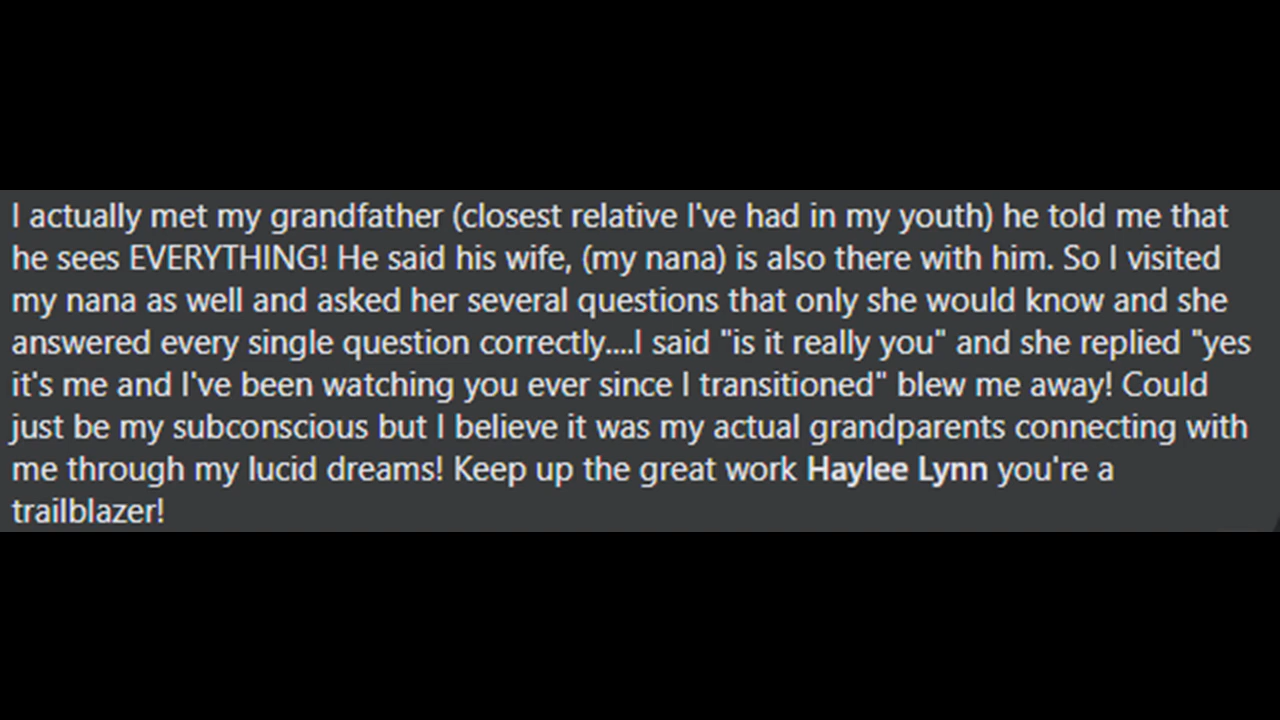 I actually met my grandfather (closest relative I've had in my youth) he told me that
he sees EVERYTHING! He said his wife, (my nana) is also there with him. So I visited
my nana as well and asked her several questions that only she would know and she
answered every single question correctly....I said "is it really you" and she replied "yes
it's me and I've been watching you ever since I transitioned" blew me away! Could
just be my subconscious but I believe it was my actual grandparents connecting with
me through my lucid dreams! Keep up the great work Haylee Lynn you're a
trailblazer!